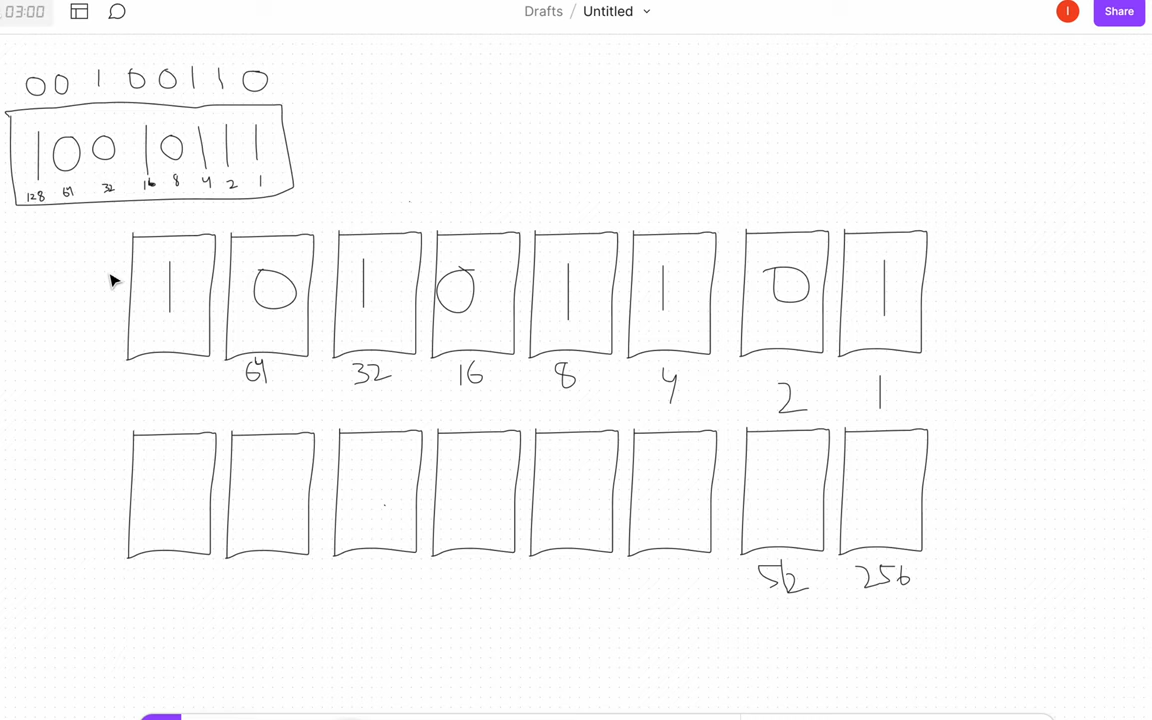 03:00 Drafts / Untitled I Share
0 0 1 0 0 1 1 0
1 0 0 1 0 1 1 1
128 64 32 16 8 4 2 1
1 0 1 0 1 1 0 1
64 32 16 8 4 2 1
512 256